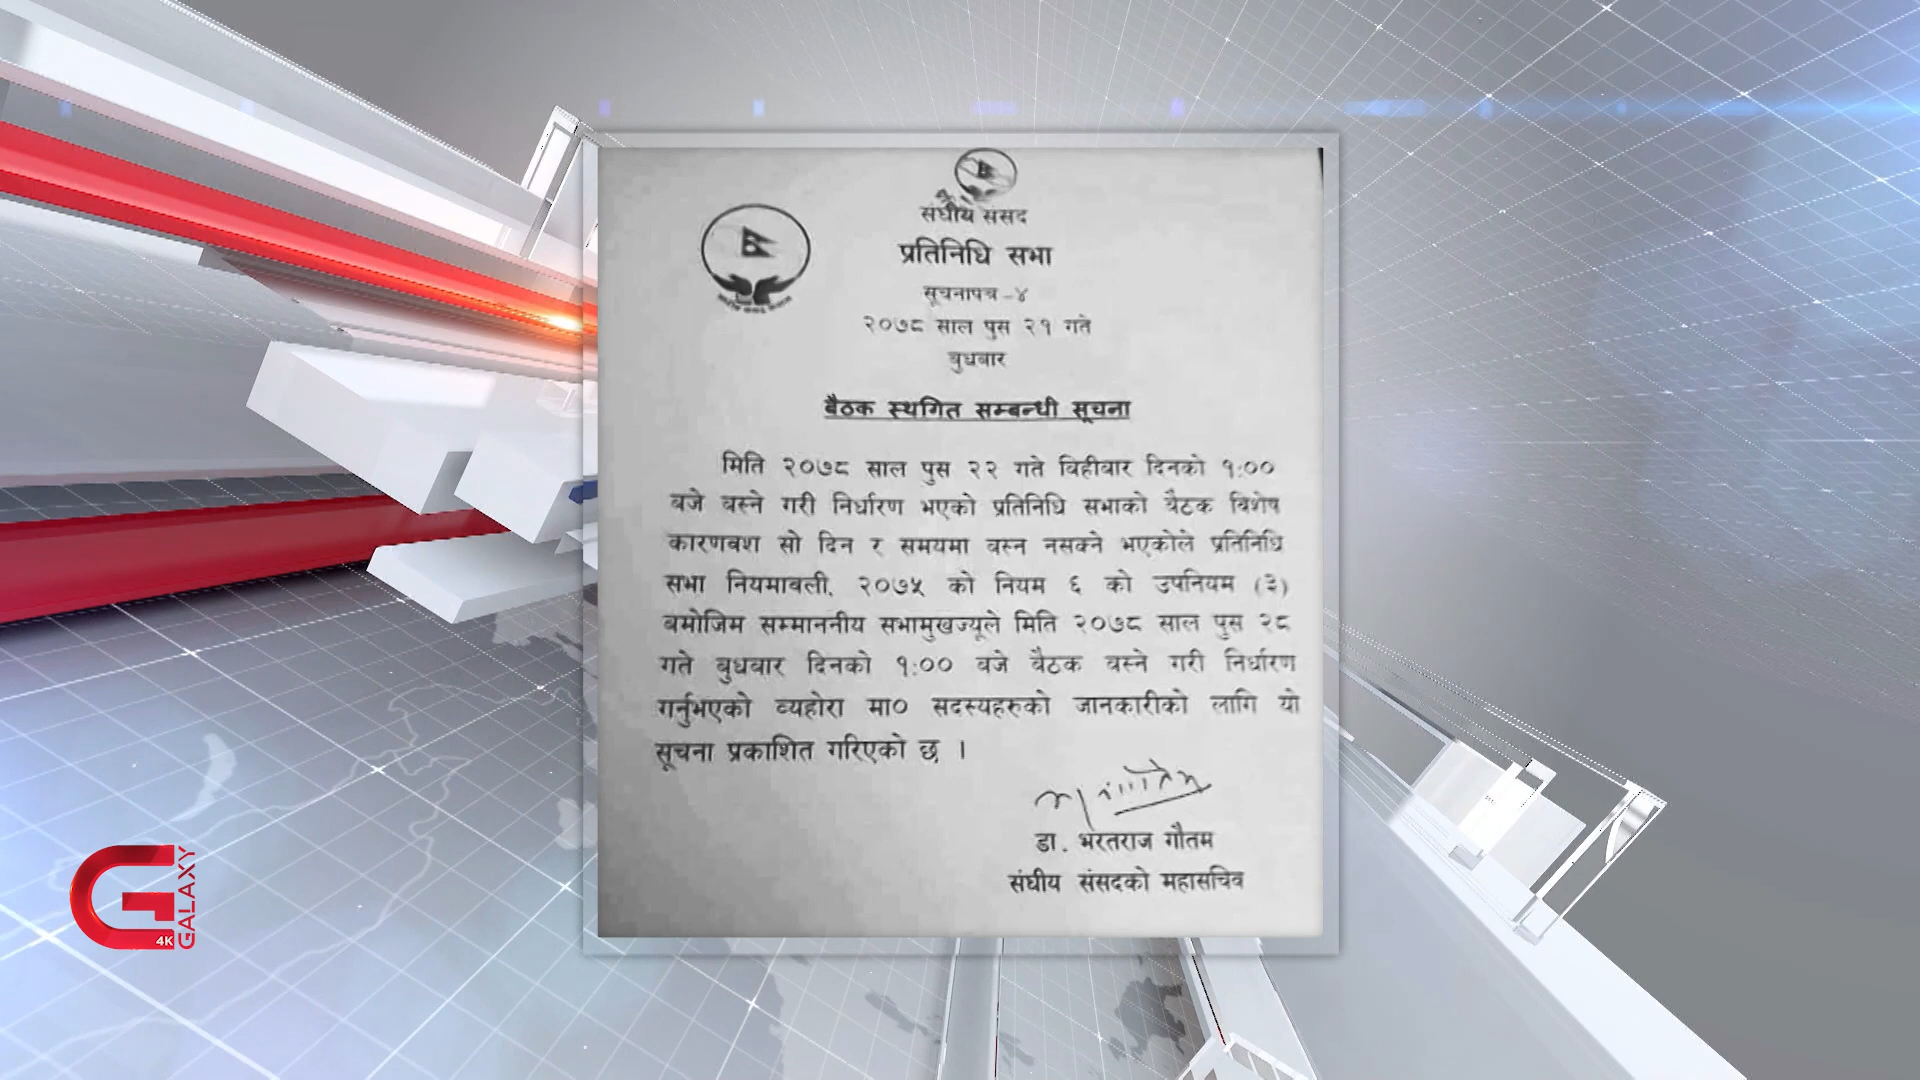 संघीय संसद
प्रतिनिधि सभा
सूचनापत्र -४
२०७८ साल पुस २१ गते
बुधबार
बैठक स्थगित सम्बन्धी सूचना
मिति २०७८ साल पुस २२ गते बिहीबार दिनको १:००
बजे बस्ने गरी निर्धारण भएको प्रतिनिधि सभाको बैठक विशेष
कारणबश सो दिन र समयमा बस्न नसक्ने भएकोले प्रतिनिधि
सभा नियमावली, २०७५ को नियम ६ को उपनियम (३)
बमोजिम सम्माननीय सभामुखज्यूले मिति २०७८ साल पुस २८
गते बुधबार दिनको १:०० बजे बैठक बस्ने गरी निर्धारण
गर्नुभएको व्यहोरा मा० सदस्यहरुको जानकारीको लागि यो
सूचना प्रकाशित गरिएको छ ।
डा. भरतराज गौतम
संघीय संसदको महासचिव
G GALAXY 4K